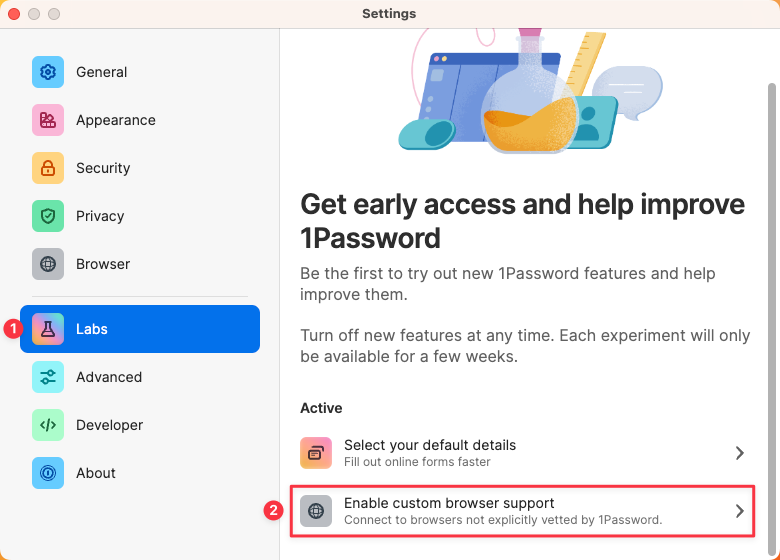 Settings
General
Appearance
Security
Privacy
Browser
1
Labs
Advanced
Developer
About
Get early access and help improve
1Password
Be the first to try out new 1Password features and help
improve them.
Turn off new features at any time. Each experiment will only
be available for a few weeks.
Active
Select your default details
Fill out online forms faster
2
Enable custom browser support
Connect to browsers not explicitly vetted by 1Password.